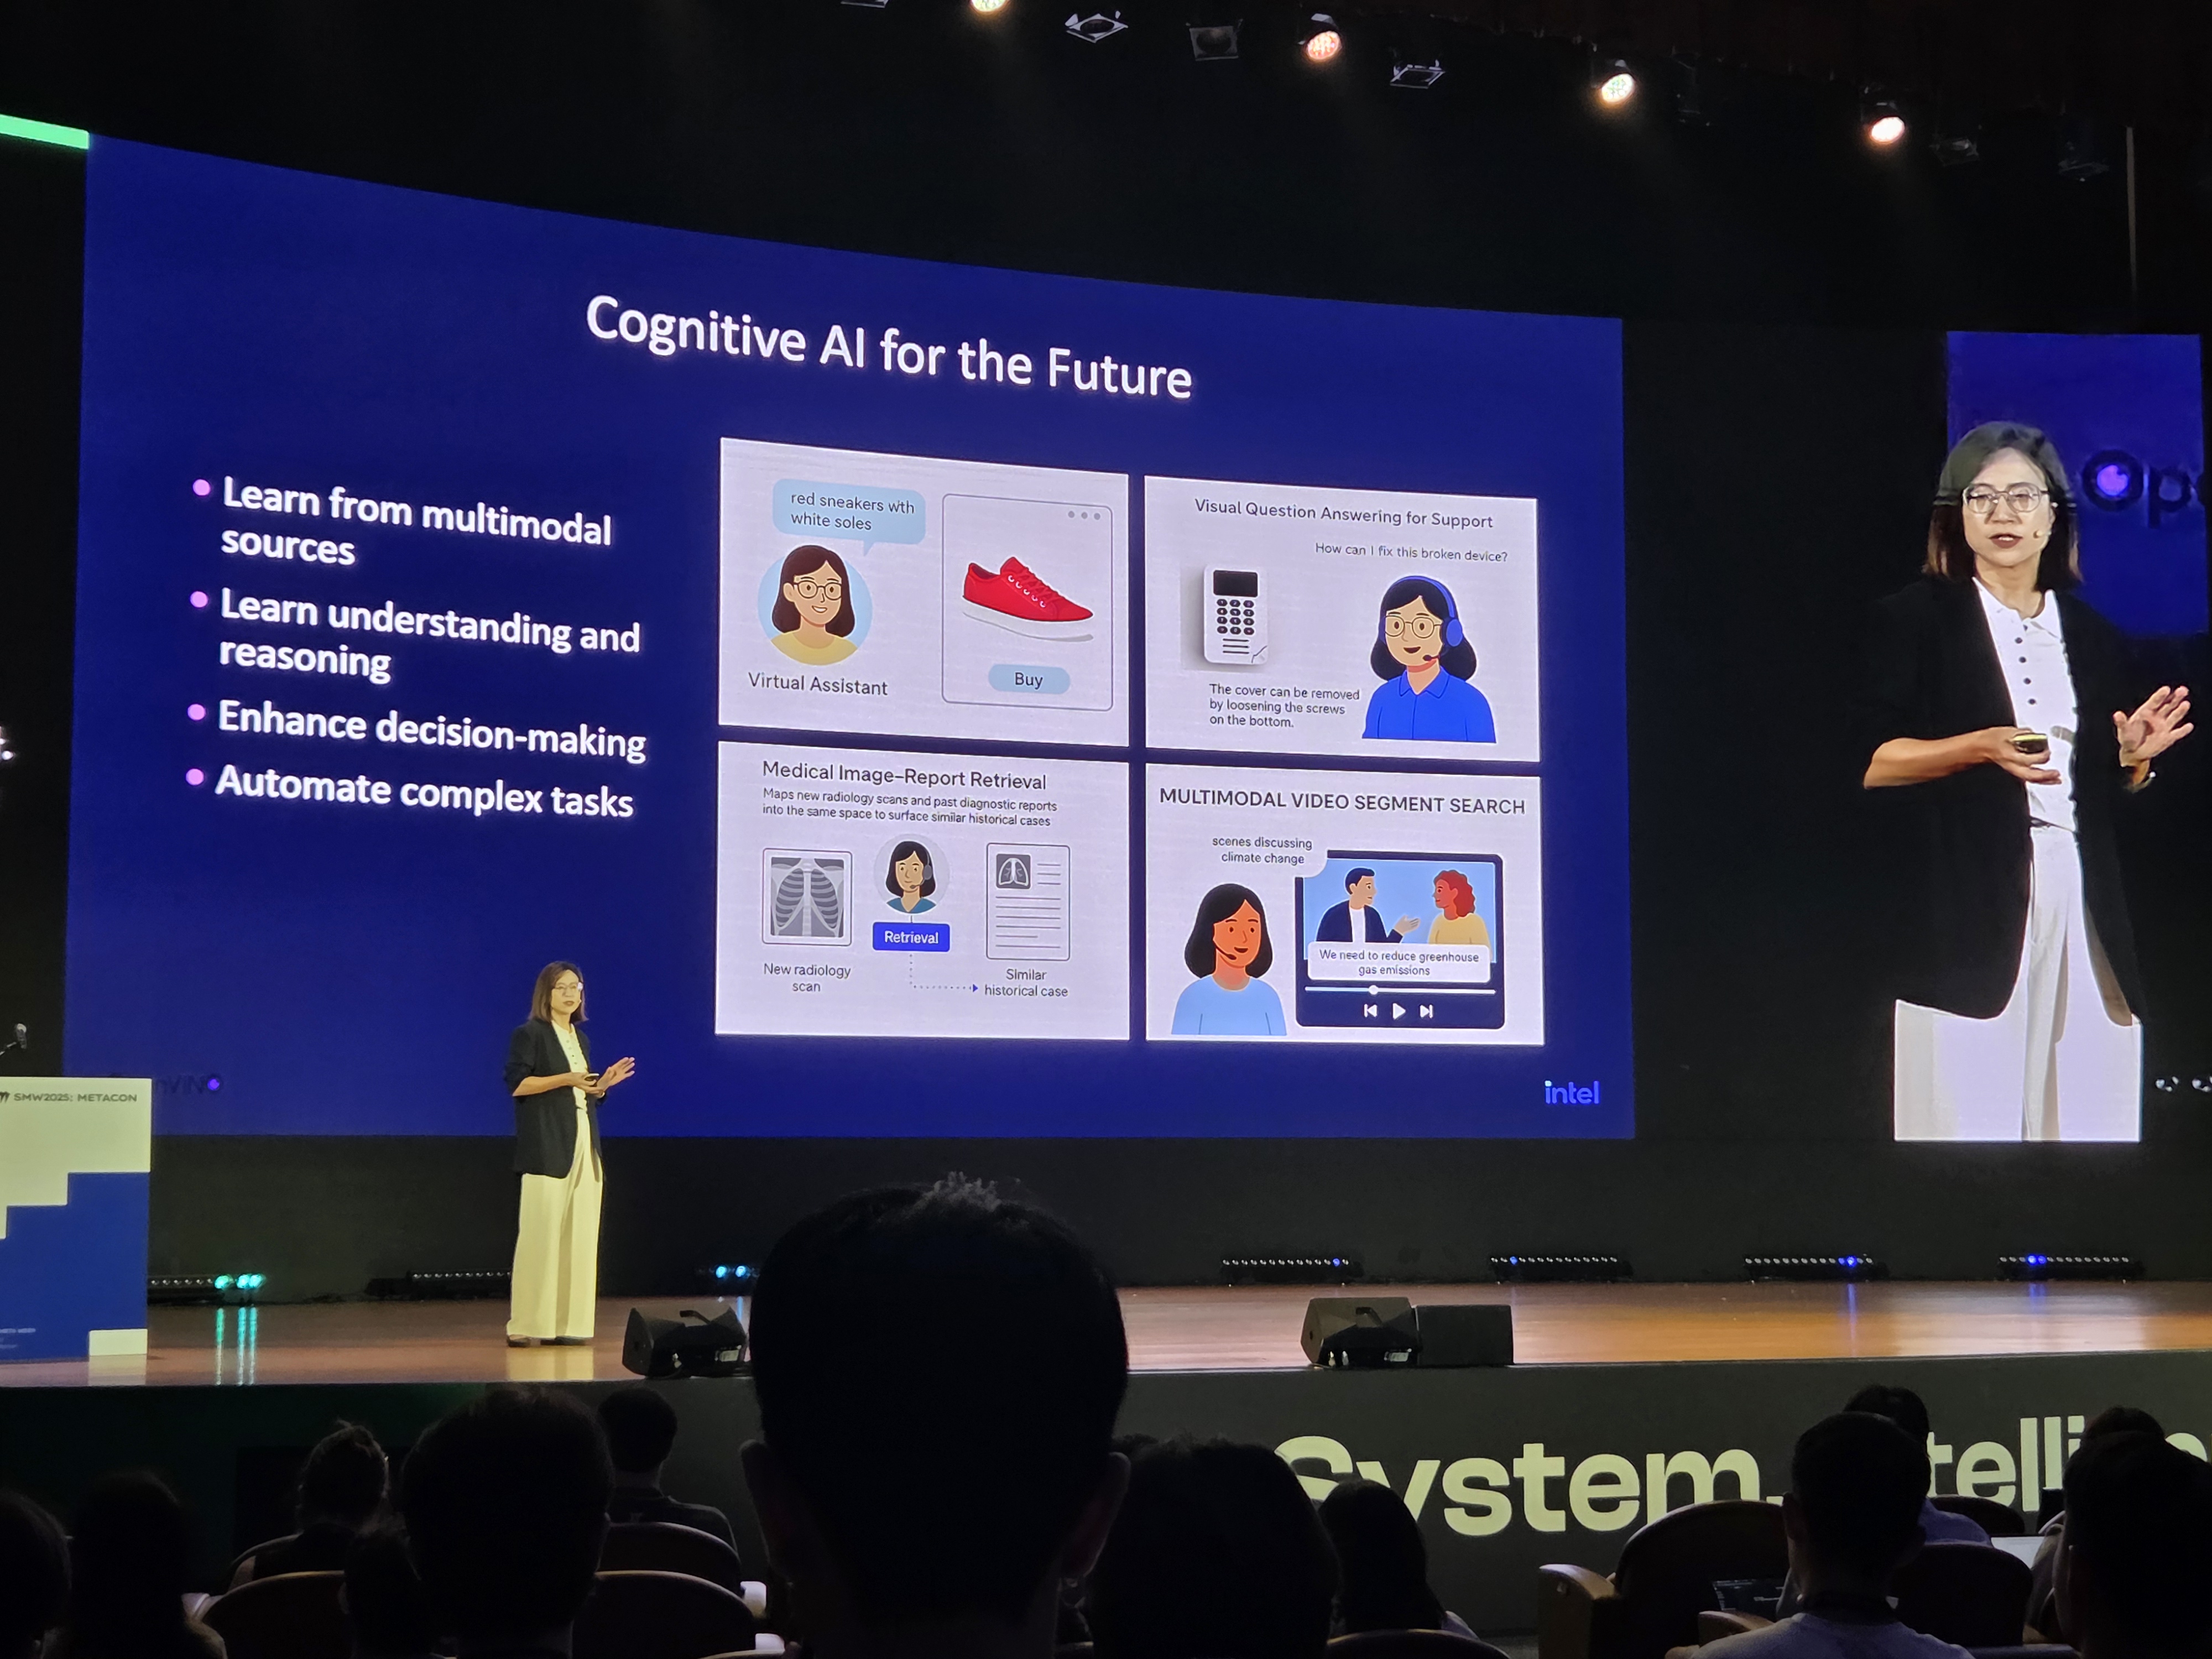 Cognitive AI for the Future
Learn from multimodal
sources
Learn understanding and
reasoning
Enhance decision-making
Automate complex tasks
red sneakers with
white soles
Virtual Assistant
Buy
Visual Question Answering for Support
How can I fix this broken device?
The cover can be removed
by loosening the screws
on the bottom.
Medical Image-Report Retrieval
Maps new radiology scans and past diagnostic reports
into the same space to surface similar historical cases
Retrieval
New radiology
scan
Similar
historical case
MULTIMODAL VIDEO SEGMENT SEARCH
scenes discussing
climate change
We need to reduce greenhouse
gas emissions
intel
Op
SMW2025: METACON
System.